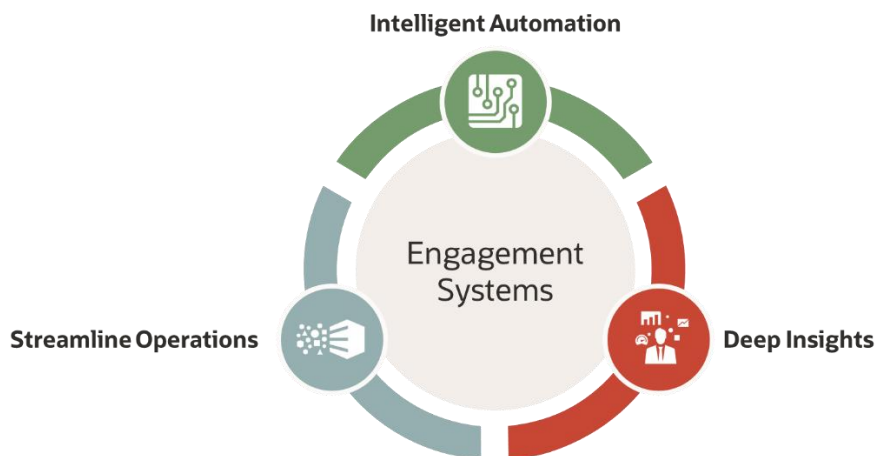 Intelligent Automation
Engagement
Systems
Streamline Operations
Deep Insights